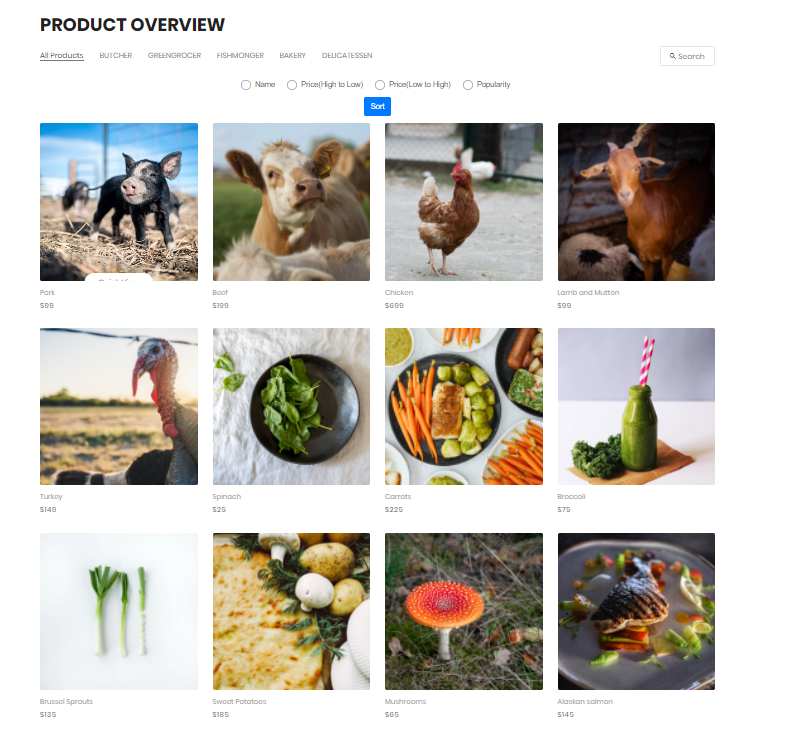 PRODUCT OVERVIEW
All Products BUTCHER GREENGROCER FISHMONGER BAKERY DELICATESSEN Search
Name Price(High to Low) Price(Low to High) Popularity
Sort
Pork Beef Chicken Lamb and Mutton
$99 $199 $699 $99
Turkey Spinach Carrots Broccoli
$149 $25 $225 $75
Brussel Sprouts Sweet Potatoes Mushrooms Alaskan salmon
$135 $185 $65 $145